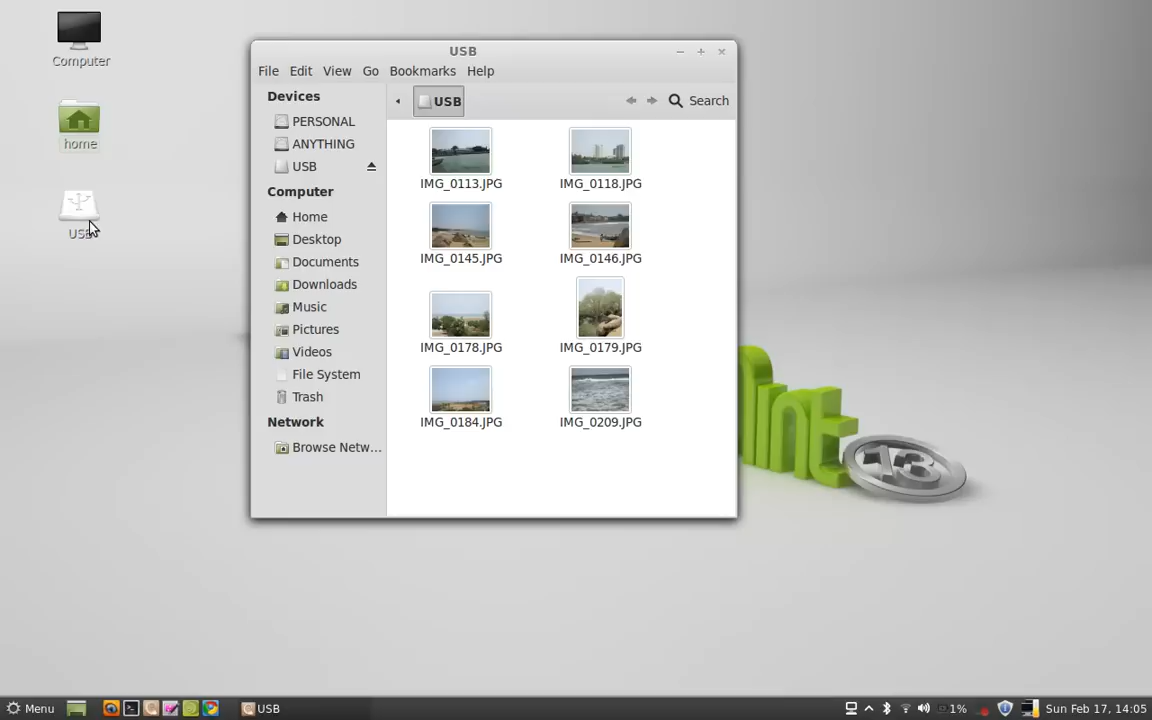 Computer
home
USB
USB
File Edit View Go Bookmarks Help
Devices
PERSONAL
ANYTHING
USB
Computer
Home
Desktop
Documents
Downloads
Music
Pictures
Videos
File System
Trash
Network
Browse Netw...
USB
Search
IMG_0113.JPG IMG_0118.JPG
IMG_0145.JPG IMG_0146.JPG
IMG_0178.JPG IMG_0179.JPG
IMG_0184.JPG IMG_0209.JPG
int
13
Menu USB 1% Sun Feb 17, 14:05